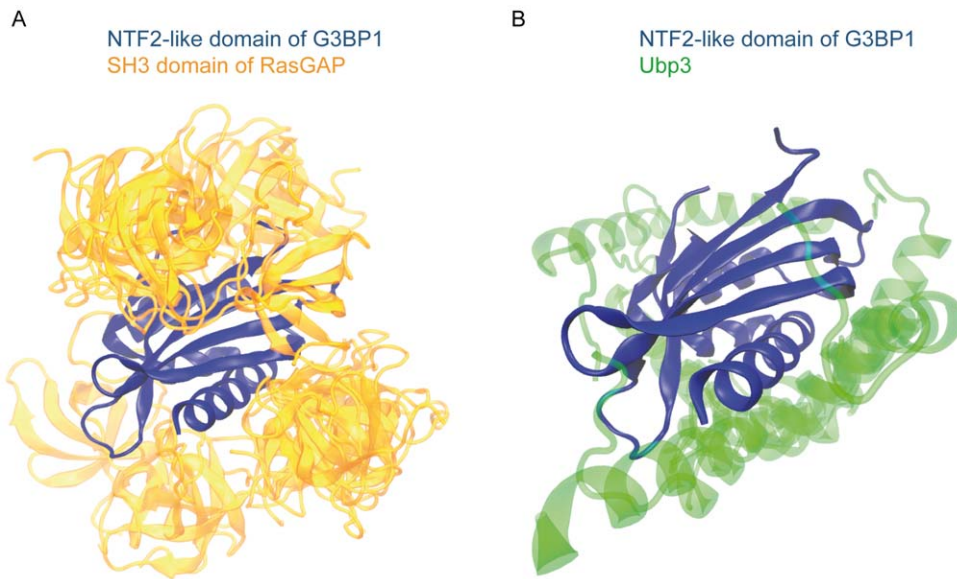 A
NTF2-like domain of G3BP1
SH3 domain of RasGAP
B
NTF2-like domain of G3BP1
Ubp3